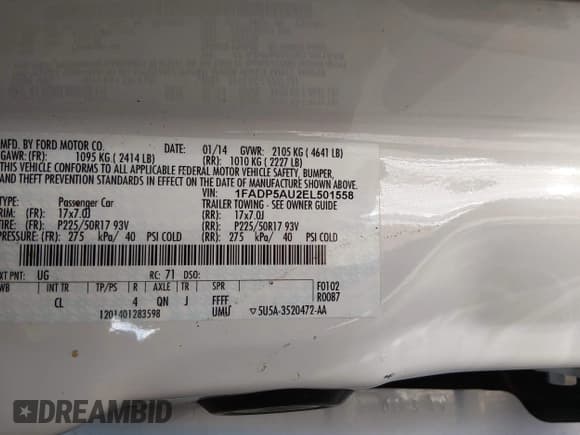 MFD. BY FORD MOTOR CO. DATE: 01/14 GVWR: 2105 KG ( 4641 LB)
GAWR: (FR): 1095 KG ( 2414 LB) (RR): 1010 KG ( 2227 LB)
THIS VEHICLE CONFORMS TO ALL APPLICABLE FEDERAL MOTOR VEHICLE SAFETY, BUMPER,
AND THEFT PREVENTION STANDARDS IN EFFECT ON THE DATE OF MANUFACTURE SHOWN ABOVE.
VIN: 1FADP5AU2EL501558
TYPE: Passenger Car TRAILER TOWING - SEE OWNER GUIDE
RIM: (FR): 17x7.0J (RR): 17x7.0J
TIRE: (FR): P225/50R17 93V (RR): P225/50R17 93V
PRESSURE: (FR): 275 kPa/ 40 PSI COLD (RR): 275 kPa/ 40 PSI COLD
EXT PNT: UG RC: 71 DSO:
WB INT TR TP/PS R AXLE TR SPR F0102
CL 4 QN J FFFF R0087
1201401283598 UMU 5U5A-3520472-AA
DREAMBID